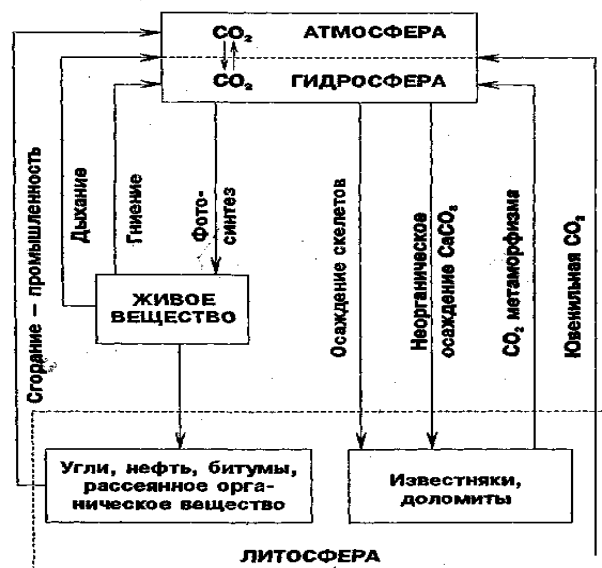 CO₂ АТМОСФЕРА
CO₂ ГИДРОСФЕРА
Сгорание – промышленность
Дыхание
Гниение
Фото-
синтез
Осаждение скелетов
Неорганическое
осаждение CaCO₃
CO₂ метаморфизма
Ювенильная CO₂
ЖИВОЕ
ВЕЩЕСТВО
Угли, нефть, битумы,
рассеянное орга-
ническое вещество
Известняки,
доломиты
ЛИТОСФЕРА